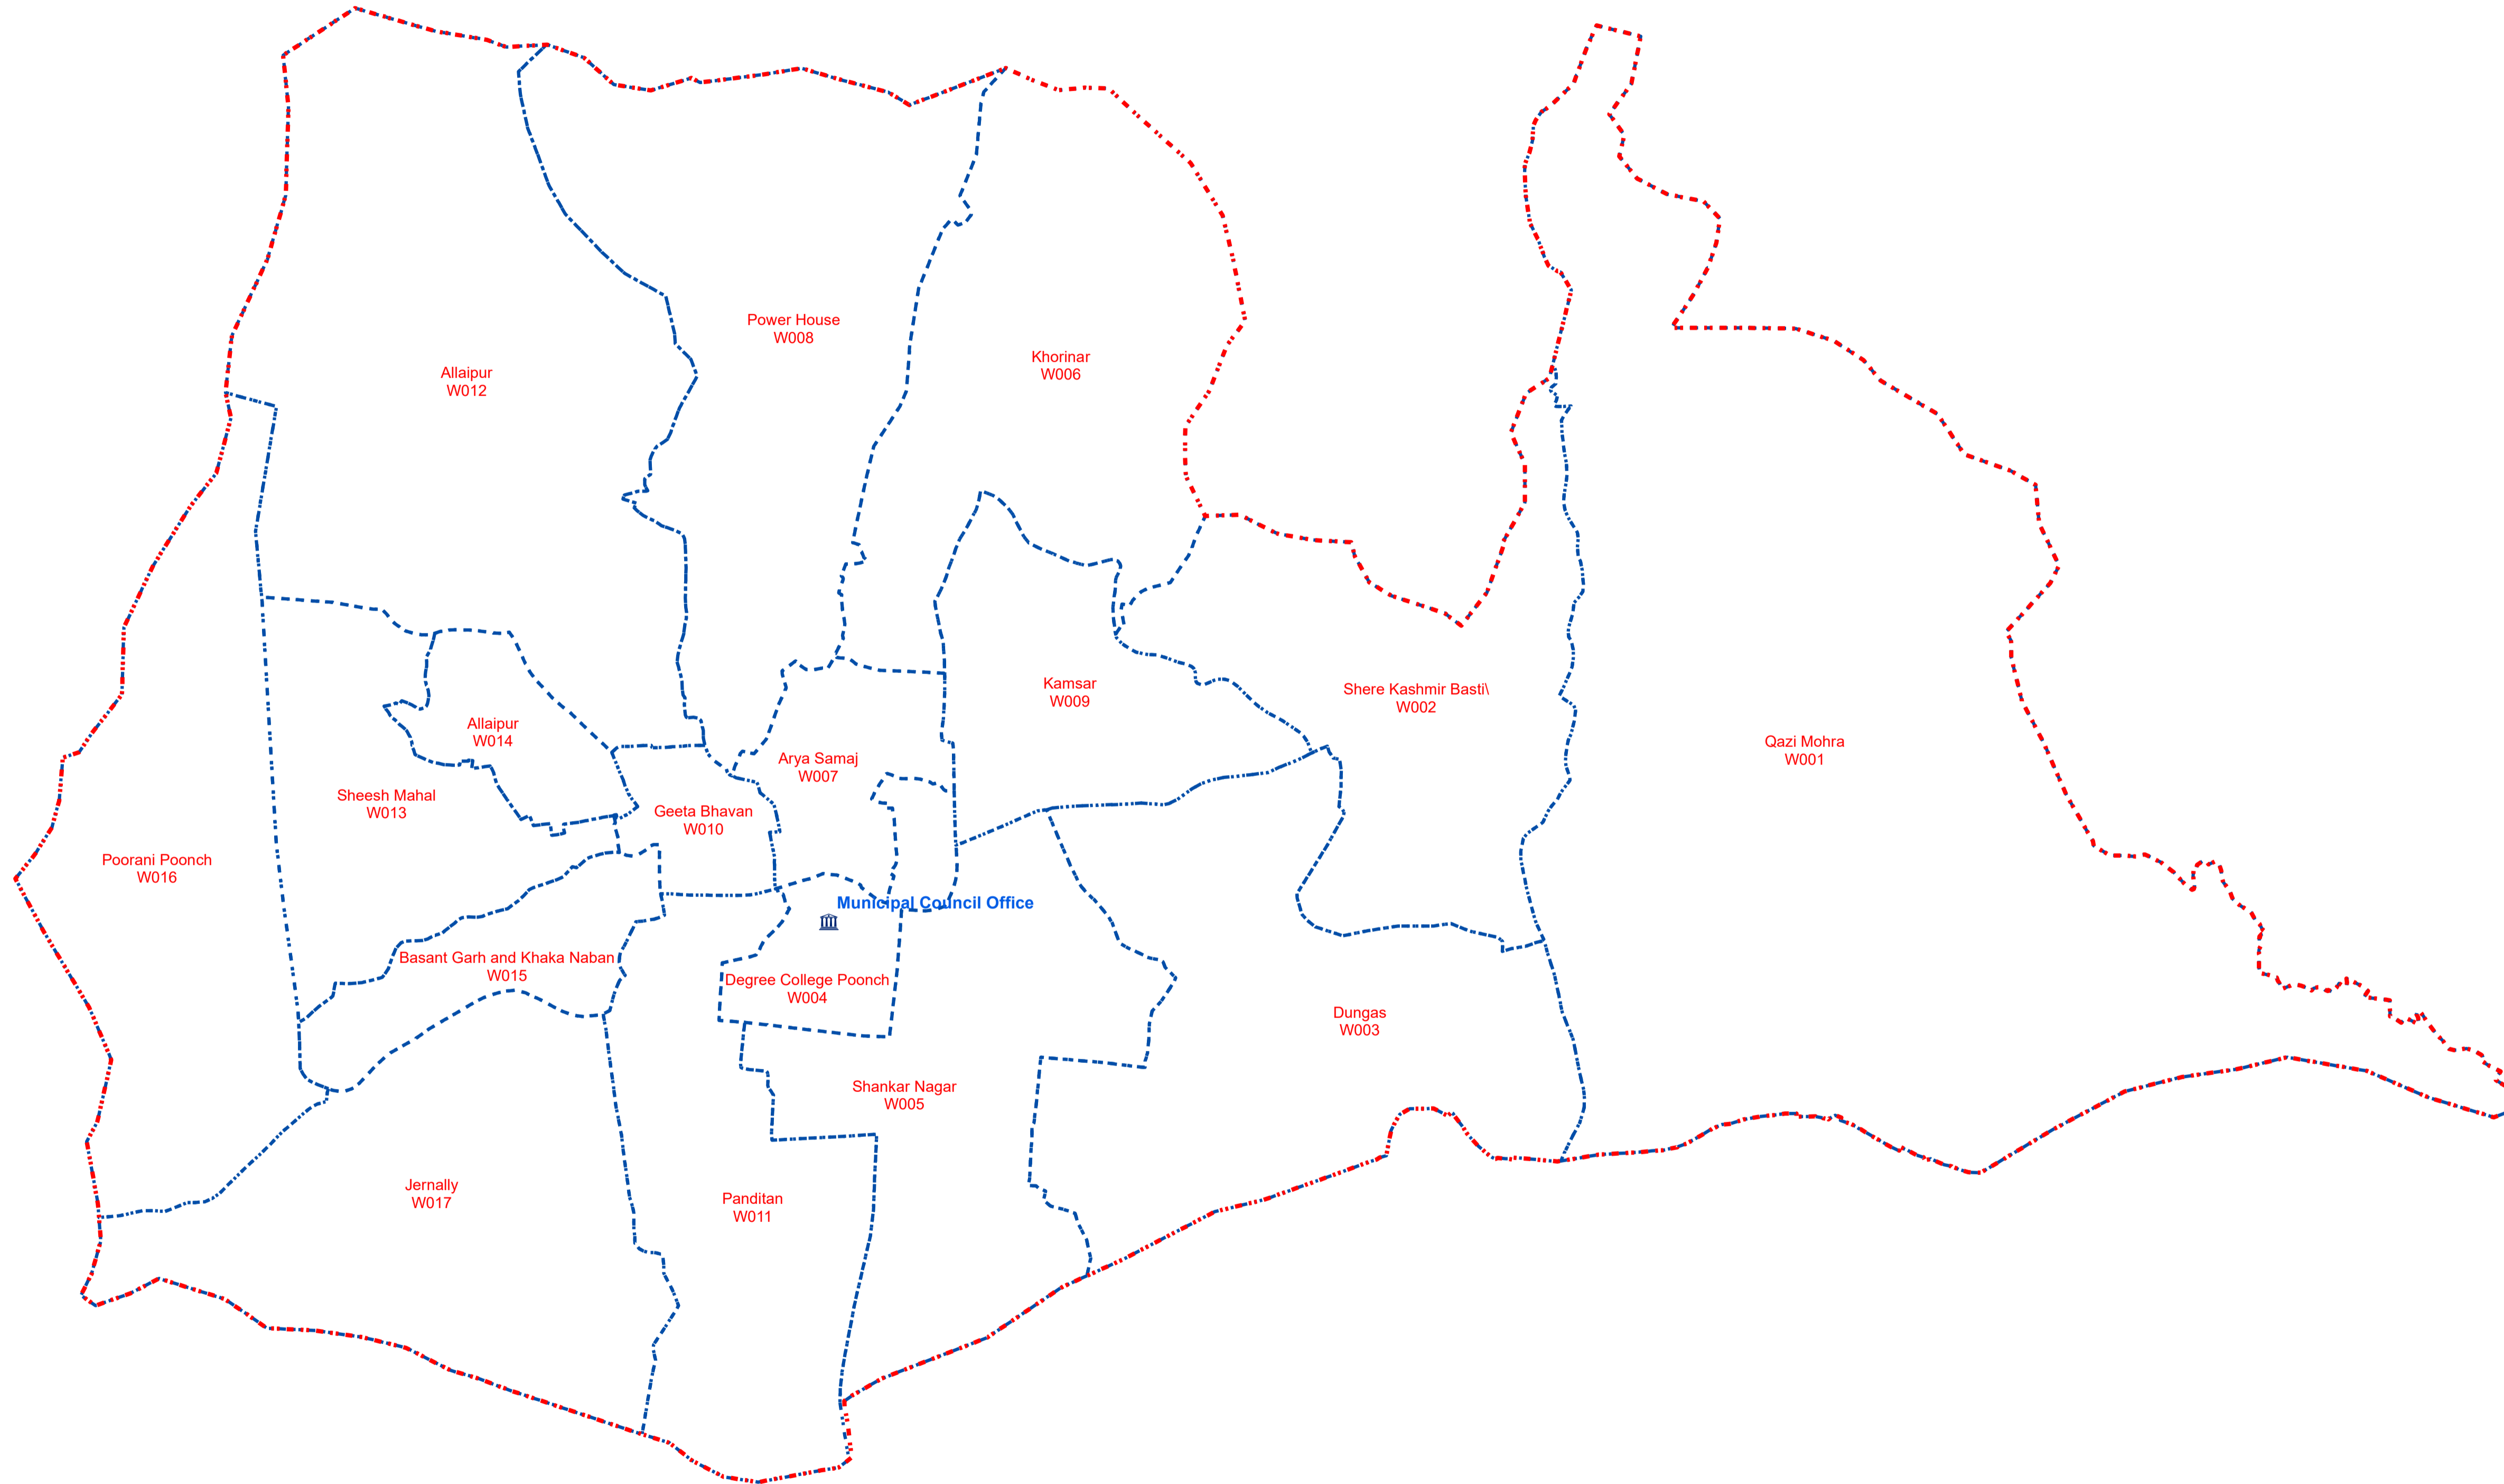 Power House
W008
Khorinar
W006
Allaipur
W012
Kamsar
W009
Shere Kashmir Basti\
W002
Allaipur
W014
Qazi Mohra
W001
Arya Samaj
W007
Sheesh Mahal
W013
Geeta Bhavan
W010
Poorani Poonch
W016
Municipal Council Office
Basant Garh and Khaka Naban
W015
Degree College Poonch
W004
Dungas
W003
Shankar Nagar
W005
Jernally
W017
Panditan
W011